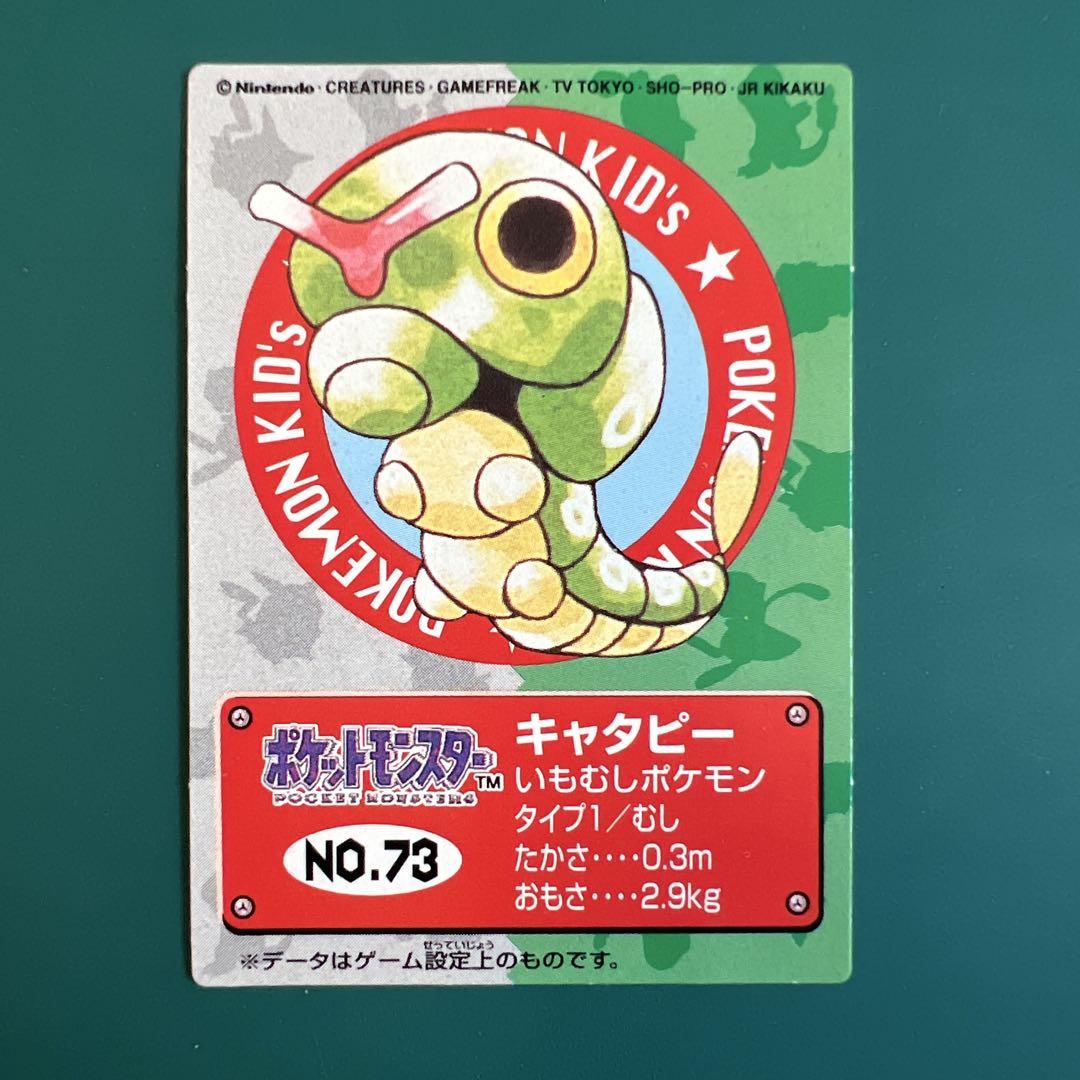 ©Nintendo・CREATURES・GAMEFREAK・TV TOKYO・SHO-PRO・JR KIKAKU
POKEMON KID's
KID's
★
POKE
ポケットモンスター™
POCKET MONSTERS
NO.73
キャタピー
いもむしポケモン
タイプ1／むし
たかさ‥‥0.3m
おもさ‥‥2.9kg
せっていじょう
※データはゲーム設定上のものです。